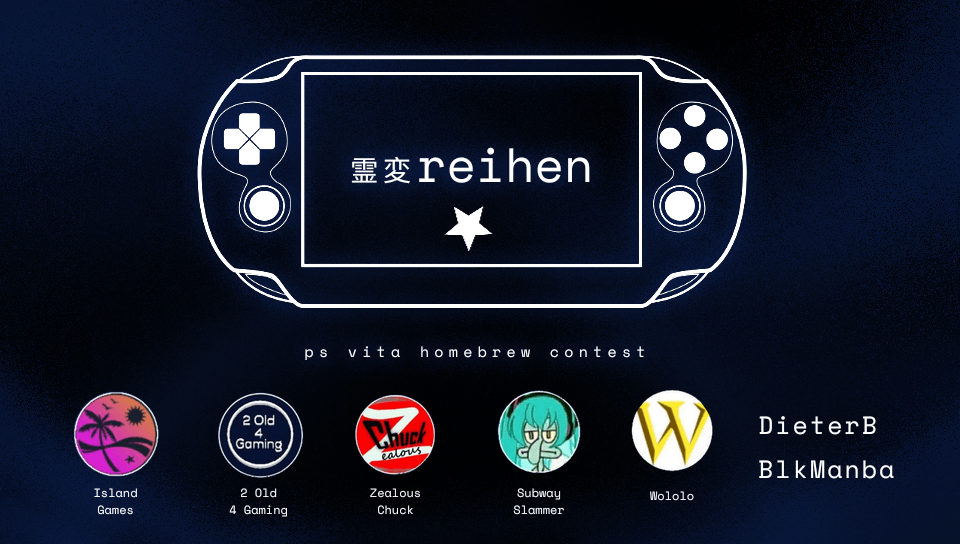 霊変reihen
ps vita homebrew contest
2 Old
4
Gaming
Chuck
ealous
W
Island
Games
2 Old
4 Gaming
Zealous
Chuck
Subway
Slammer
Wololo
DieterB
BlkManba